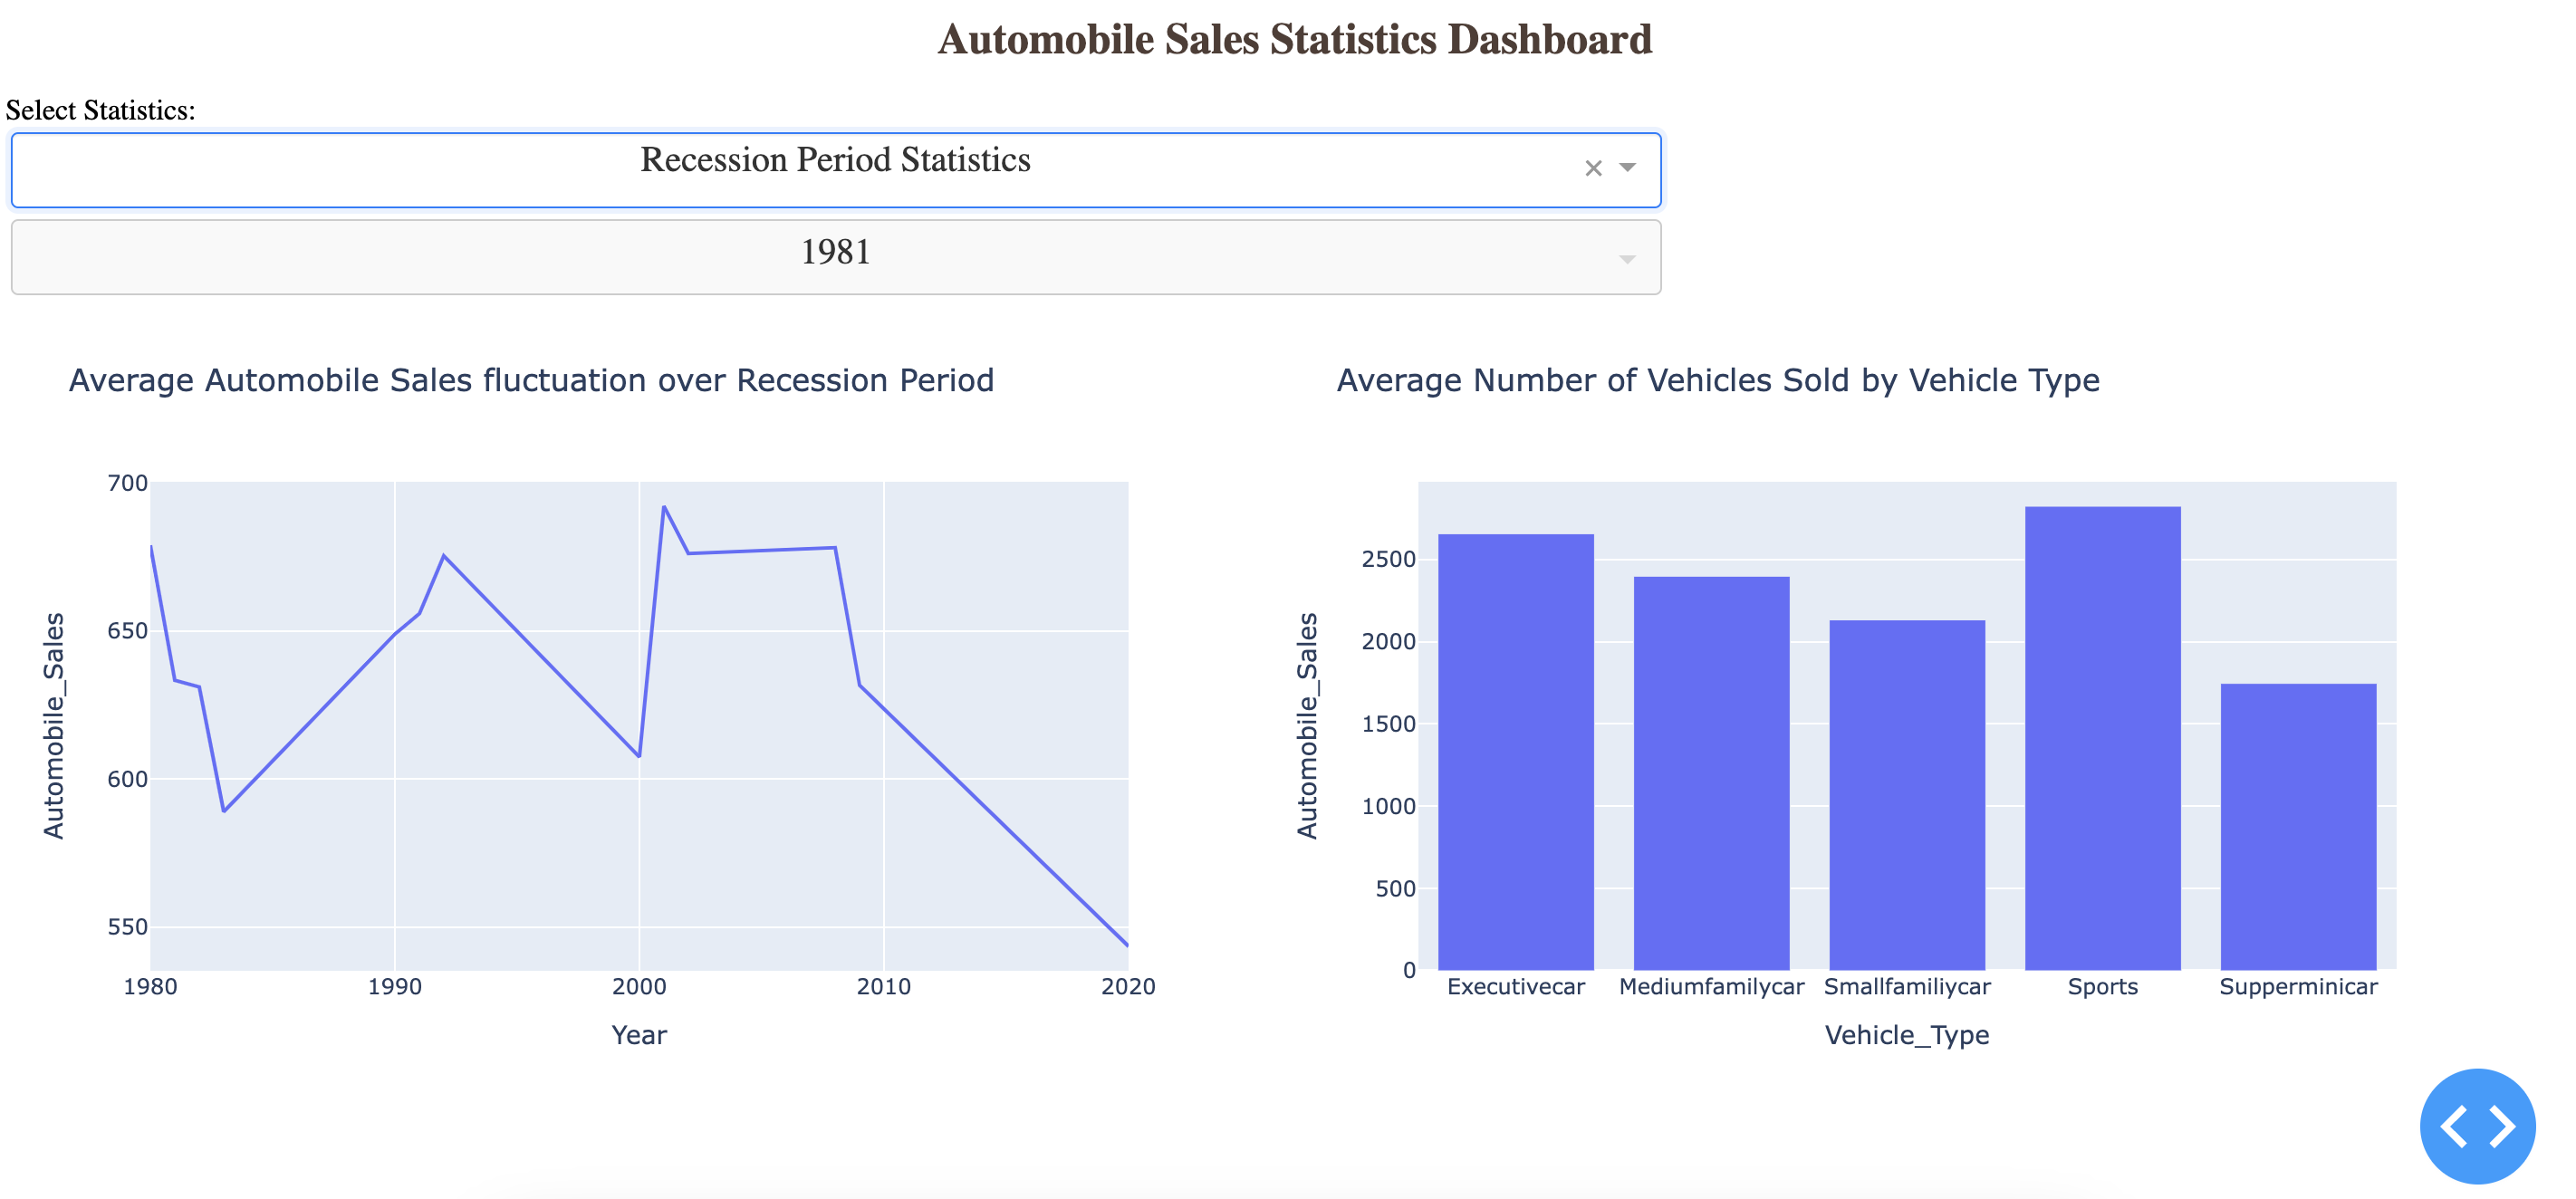 Automobile Sales Statistics Dashboard
Select Statistics:
Recession Period Statistics
1981
Average Automobile Sales fluctuation over Recession Period
700
650
600
550
Automobile_Sales
1980 1990 2000 2010 2020
Year
Average Number of Vehicles Sold by Vehicle Type
2500
2000
1500
1000
500
0
Automobile_Sales
Executivecar Mediumfamilycar Smallfamiliycar Sports Supperminicar
Vehicle_Type